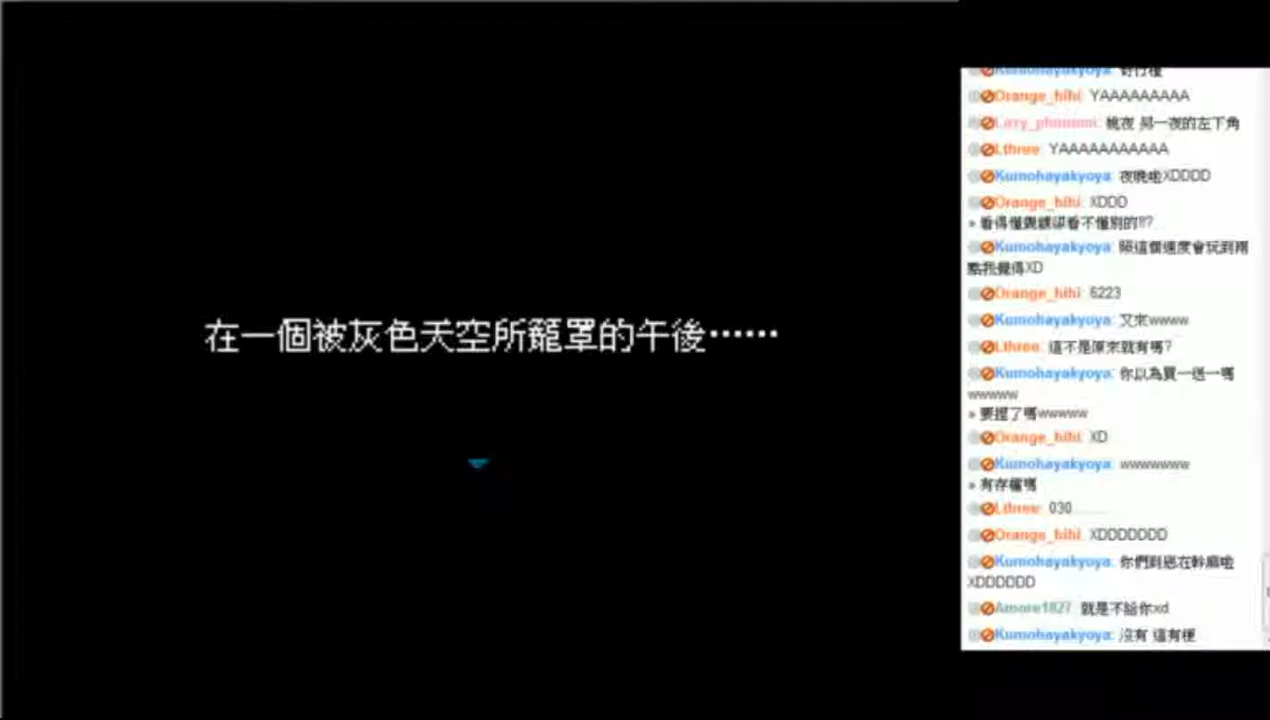 在一個被灰色天空所籠罩的午後……
Kumohayakyoya:
Orange_hihi: YAAAAAAAAA
姚夜 另一夜的左下角
Lthree: YAAAAAAAAAAA
Kumohayakyoya: 夜晚啦XDDDD
Orange_hihi: XDDD
» 看得懂親親卻看不懂別的!!?
Kumohayakyoya: 照這個速度會玩到兩
點我覺得XD
Orange_hihi: 6223
Kumohayakyoya: 又來wwww
Lthree: 這不是原來就有嗎?
Kumohayakyoya: 你以為買一送一嗎
wwwww
» 要捏了嗎wwwww
Orange_hihi: XD
Kumohayakyoya: wwwwwww
» 有存檔嗎
Lthree: 030
Orange_hihi: XDDDDDDD
Kumohayakyoya: 你們到底在幹麻啦
XDDDDDD
Amore1827: 就是不給你xd
Kumohayakyoya: 沒有 這有梗